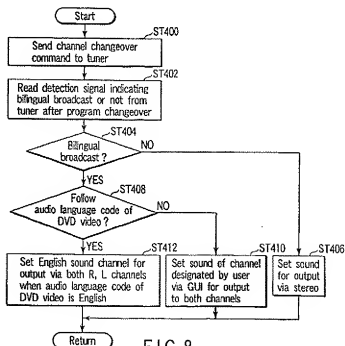 Start
ST400
Send channel changeover
command to tuner
ST402
Read detection signal indicating
bilingual broadcast or not from
tuner after program changeover
ST404
Bilingual
broadcast ?
NO
YES
ST408
Follow
audio language code of
DVD video ?
NO
YES
ST412
ST410
ST406
Set English sound channel for
output via both R, L channels
when audio language code of
DVD video is English
Set sound of channel
designated by user
via GUI for output
to both channels
Set sound
for output
via stereo
Return
FIG. 8